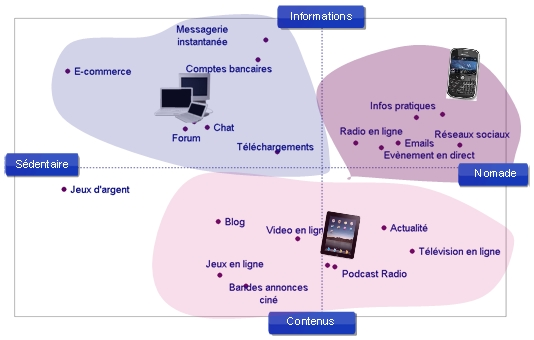 Informations
Messagerie
instantanée
E-commerce
Comptes bancaires
Infos pratiques
Forum
Chat
Radio en ligne
Emails
Réseaux sociaux
Téléchargements
Evènement en direct
Sédentaire
Nomade
Jeux d'argent
Blog
Video en lign
Actualité
Télévision en ligne
Jeux en ligne
Podcast Radio
Bandes annonces
ciné
Contenus